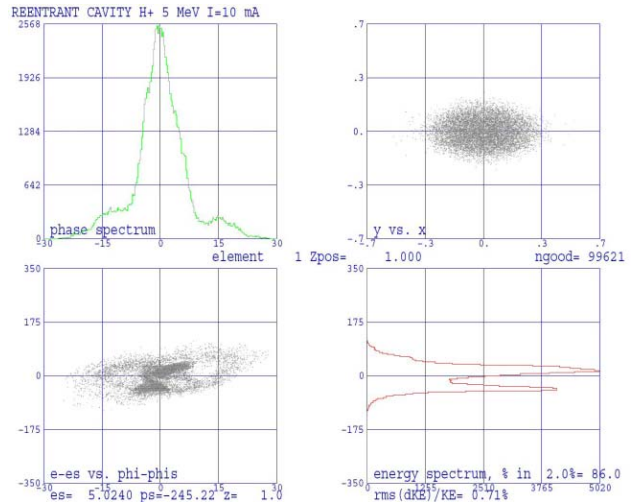 REENTRANT CAVITY H+ 5 MeV I=10 mA
2568
1926
1284
642
0
phase spectrum
-30 -15 0 15 30
.7
.3
0.
-.3
-.7
y vs. x
-.7 -.3 0. .3 .7
element 1 Zpos= 1.000 ngood= 99621
350
175
0
-175
-350
e-es vs. phi-phis
es= 5.0240 ps=-245.22 z= 1.0
-30 -15 0 15 30
350
175
0
-175
-350
energy spectrum, % in 2.0%= 86.0
rms(dKE)/KE= 0.71%
0 1255 2510 3765 5020